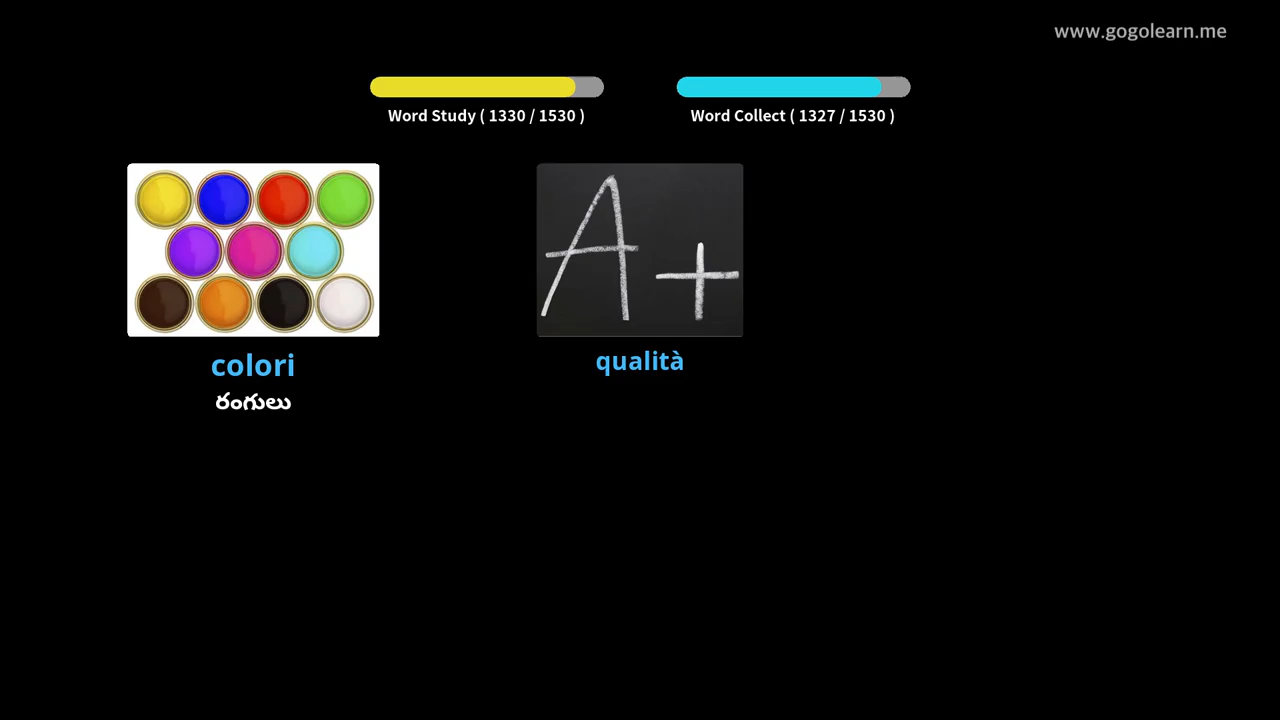 www.gogolearn.me
Word Study ( 1330 / 1530 )
Word Collect ( 1327 / 1530 )
A+
colori
qualità
రంగులు